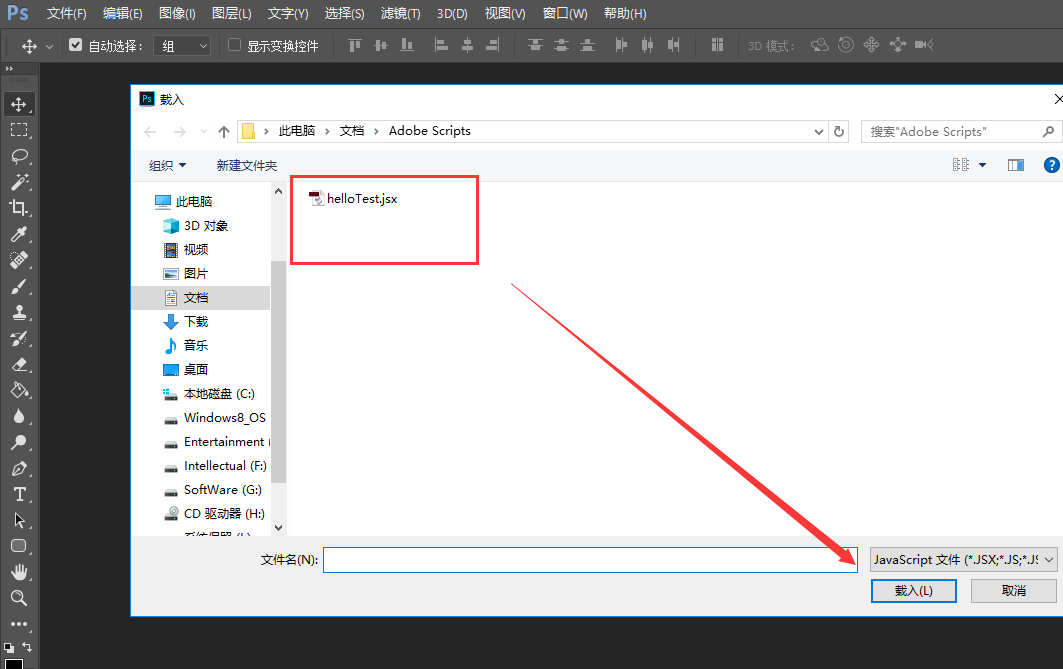 Ps 文件(F) 编辑(E) 图像(I) 图层(L) 文字(Y) 选择(S) 滤镜(T) 3D(D) 视图(V) 窗口(W) 帮助(H)
自动选择： 组 显示变换控件 3D 模式：
Ps 载入
此电脑 文档 Adobe Scripts 搜索"Adobe Scripts"
组织 新建文件夹
此电脑
3D 对象
视频
图片
文档
下载
音乐
桌面
本地磁盘 (C:)
Windows8_OS
Entertainment (
Intellectual (F:)
SoftWare (G:)
CD 驱动器 (H:)
helloTest.jsx
文件名(N):
JavaScript 文件 (*.JSX;*.JS;*.JS
载入(L) 取消